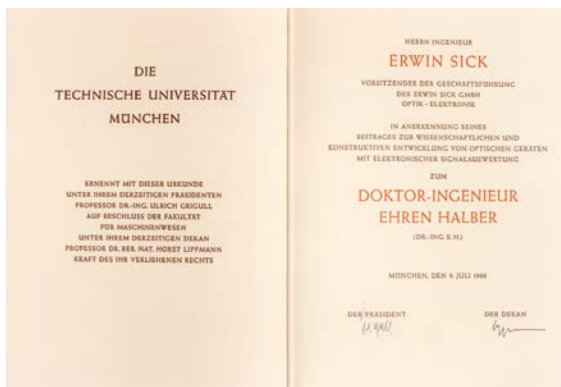 DIE
TECHNISCHE UNIVERSITÄT
MÜNCHEN
ERNENNT MIT DIESER URKUNDE
UNTER IHREM DERZEITIGEN PRÄSIDENTEN
PROFESSOR DR.-ING. ULRICH GRIGULL
AUF BESCHLUSS DER FAKULTÄT
FÜR MASCHINENWESEN
UNTER IHREM DERZEITIGEN DEKAN
PROFESSOR DR. RER. NAT. HORST LIPPMANN
KRAFT DES IHR VERLIEHENEN RECHTS
HERRN INGENIEUR
ERWIN SICK
VORSITZENDER DER GESCHÄFTSFÜHRUNG
DER ERWIN SICK GMBH
OPTIK - ELEKTRONIK
IN ANERKENNUNG SEINES
BEITRAGES ZUR WISSENSCHAFTLICHEN UND
KONSTRUKTIVEN ENTWICKLUNG VON OPTISCHEN GERÄTEN
MIT ELEKTRONISCHER SIGNALAUSWERTUNG
ZUM
DOKTOR-INGENIEUR
EHREN HALBER
(DR.-ING. E.H.)
MÜNCHEN, DEN 9. JULI 1980
DER PRÄSIDENT
DER DEKAN